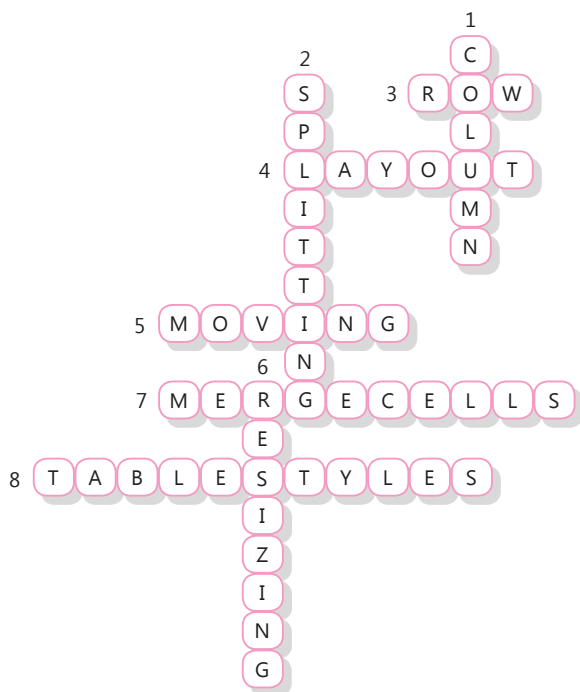 1
C
2
S 3 R O W
P L
4 L A Y O U T
I M
T N
T
5 M O V I N G
6 N
7 M E R G E C E L L S
E
8 T A B L E S T Y L E S
I
Z
I
N
G